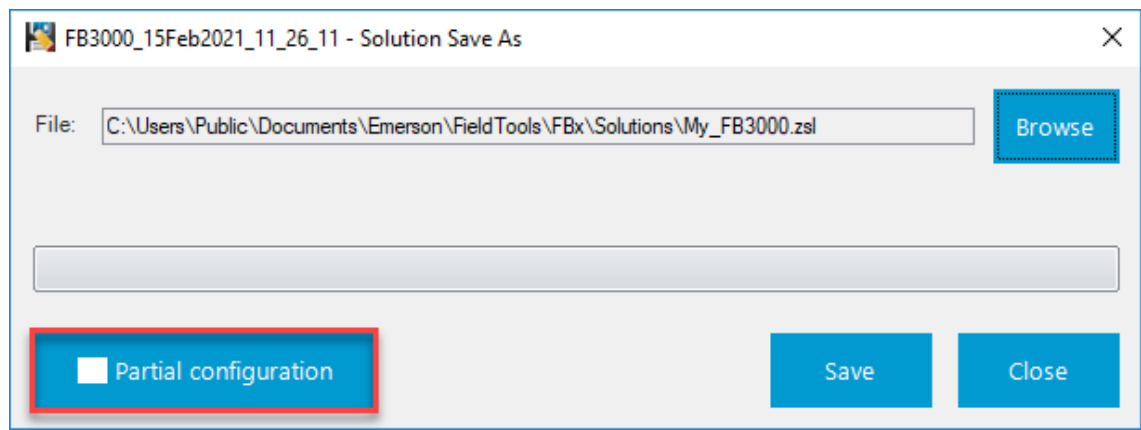 FB3000_15Feb2021_11_26_11 - Solution Save As
File: C:\Users\Public\Documents\Emerson\FieldTools\FBx\Solutions\My_FB3000.zsl Browse
Partial configuration Save Close